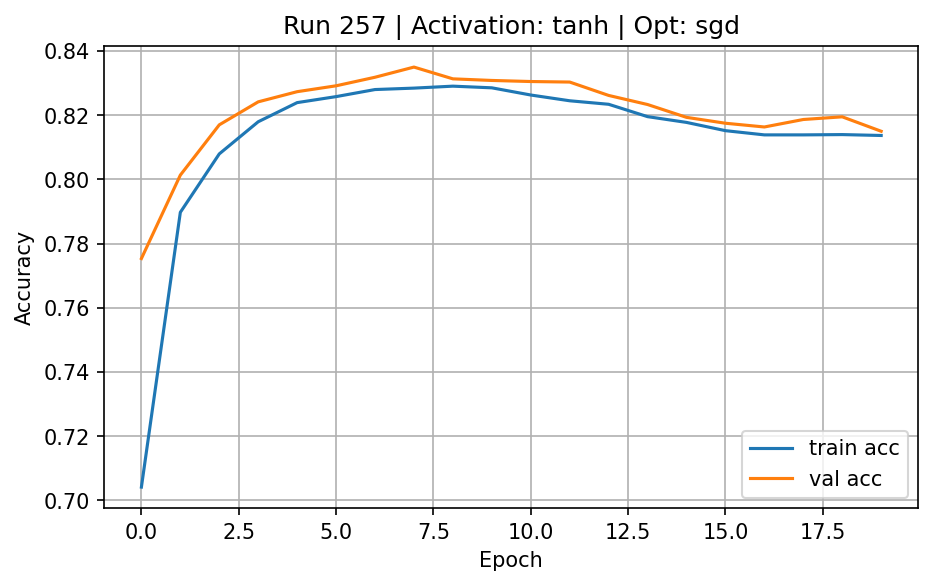 Run 257 | Activation: tanh | Opt: sgd
0.84
0.82
0.80
0.78
0.76
0.74
0.72
0.70
Accuracy
train acc
val acc
0.0 2.5 5.0 7.5 10.0 12.5 15.0 17.5
Epoch